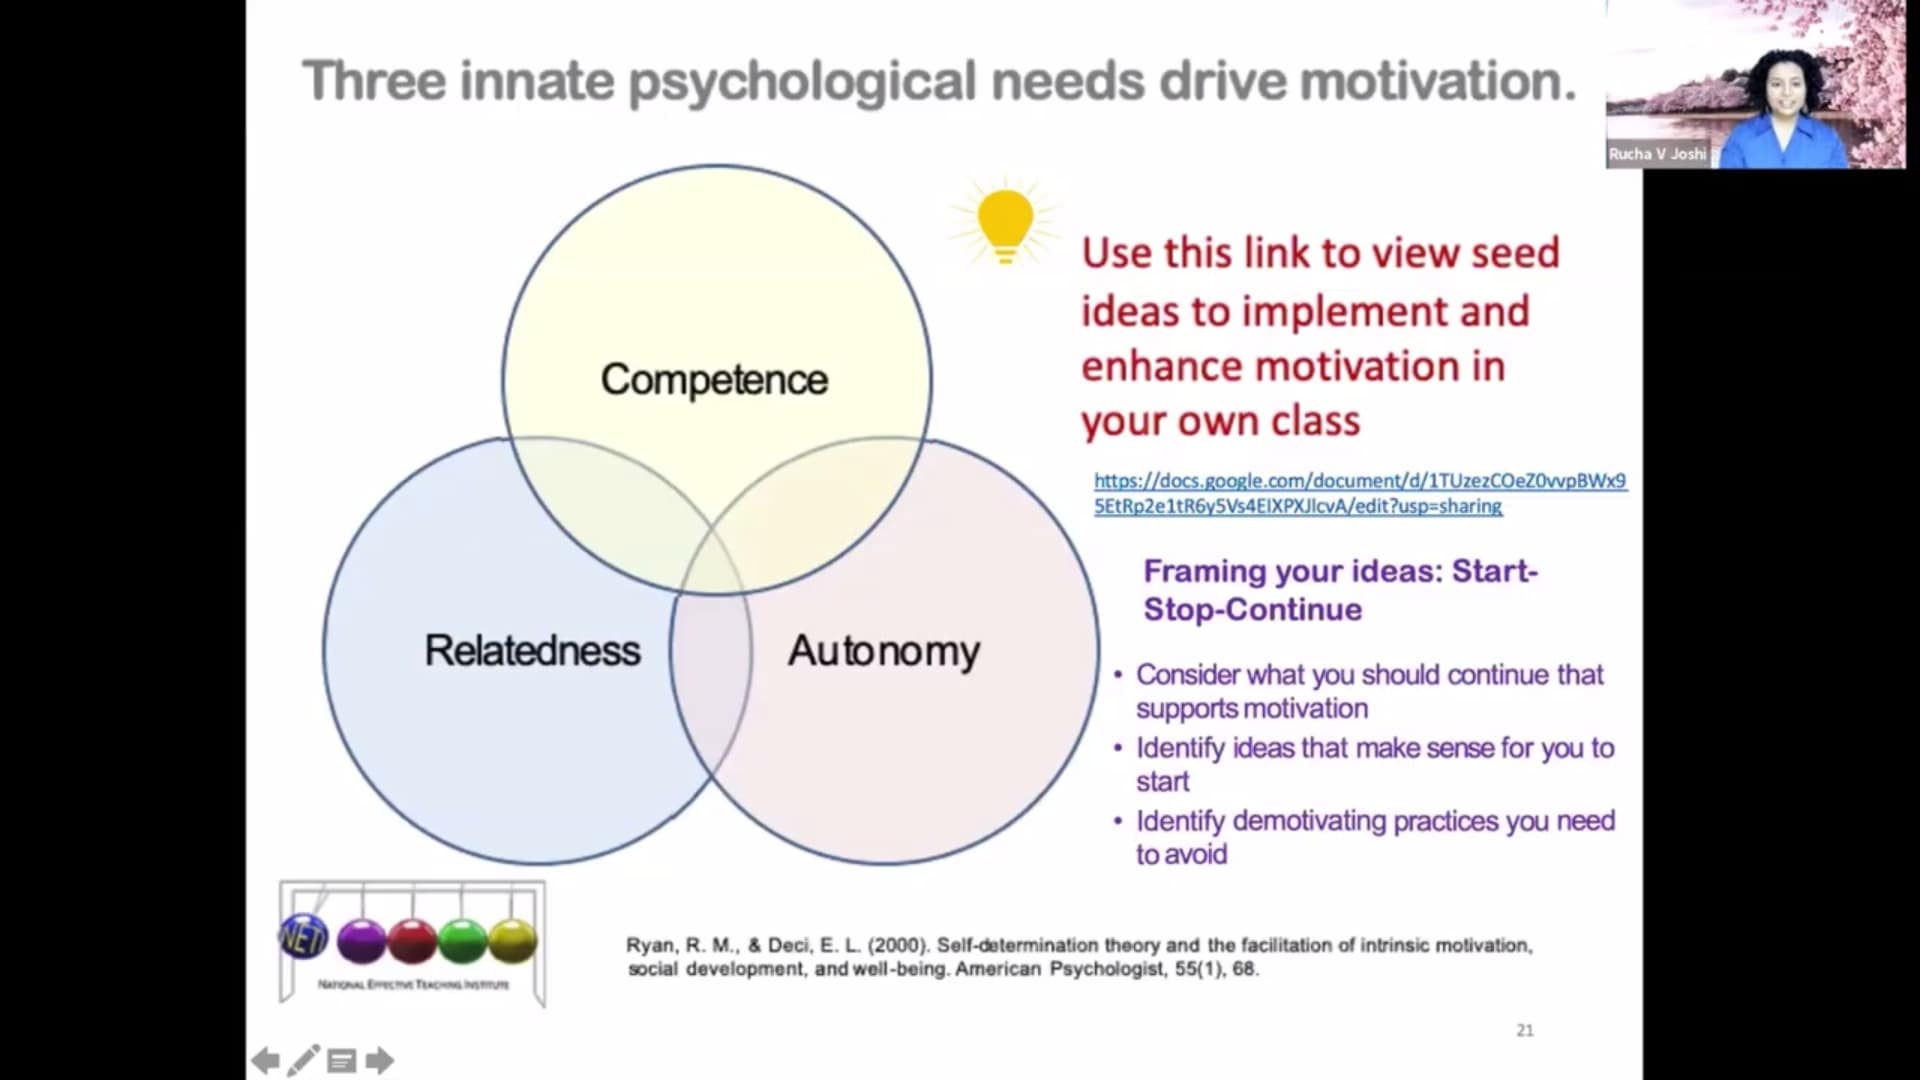 Three innate psychological needs drive motivation.
Rucha V Joshi
Competence
Relatedness
Autonomy
Use this link to view seed
ideas to implement and
enhance motivation in
your own class
https://docs.google.com/document/d/1TUzezCOeZ0vvpBWx9
5EtRp2e1tR6y5Vs4EIXPXJlcvA/edit?usp=sharing
Framing your ideas: Start-
Stop-Continue
• Consider what you should continue that
supports motivation
• Identify ideas that make sense for you to
start
• Identify demotivating practices you need
to avoid
NETI
NATIONAL EFFECTIVE TEACHING INSTITUTE
Ryan, R. M., & Deci, E. L. (2000). Self-determination theory and the facilitation of intrinsic motivation,
social development, and well-being. American Psychologist, 55(1), 68.
21